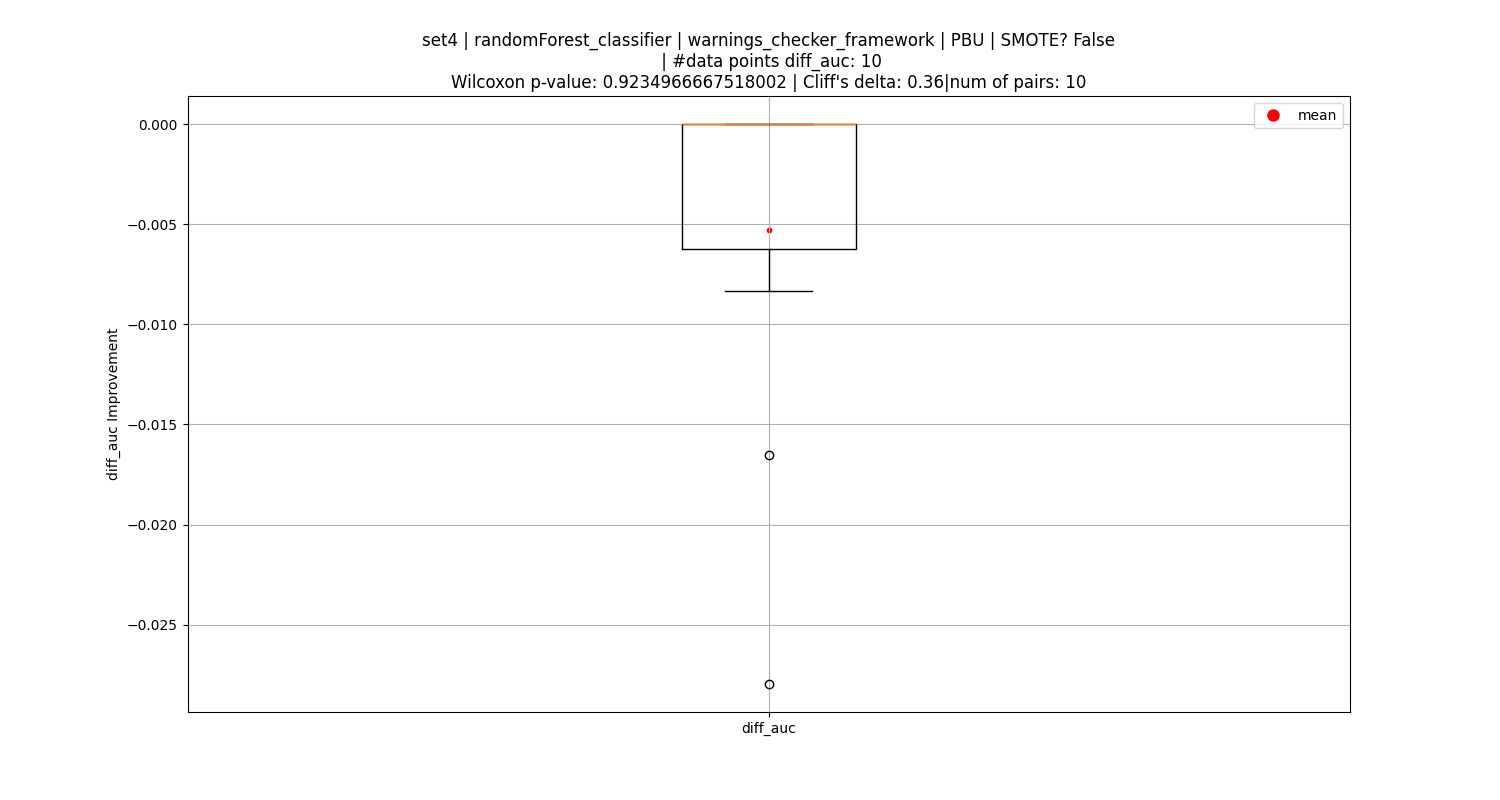 set4 | randomForest_classifier | warnings_checker_framework | PBU | SMOTE? False
| #data points diff_auc: 10
Wilcoxon p-value: 0.9234966667518002 | Cliff's delta: 0.36|num of pairs: 10
mean
0.000
−0.005
−0.010
−0.015
−0.020
−0.025
diff_auc Improvement
diff_auc